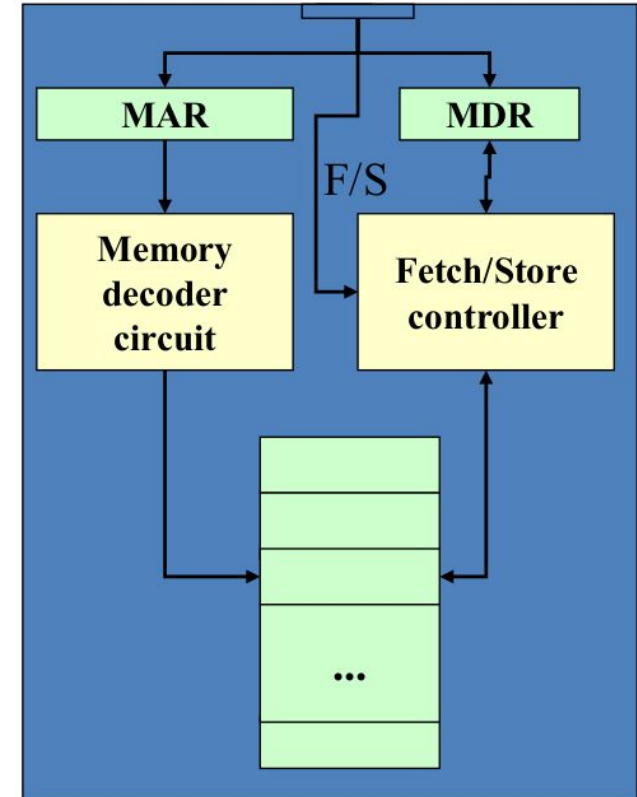 MAR
MDR
F/S
Memory
decoder
circuit
Fetch/Store
controller
...